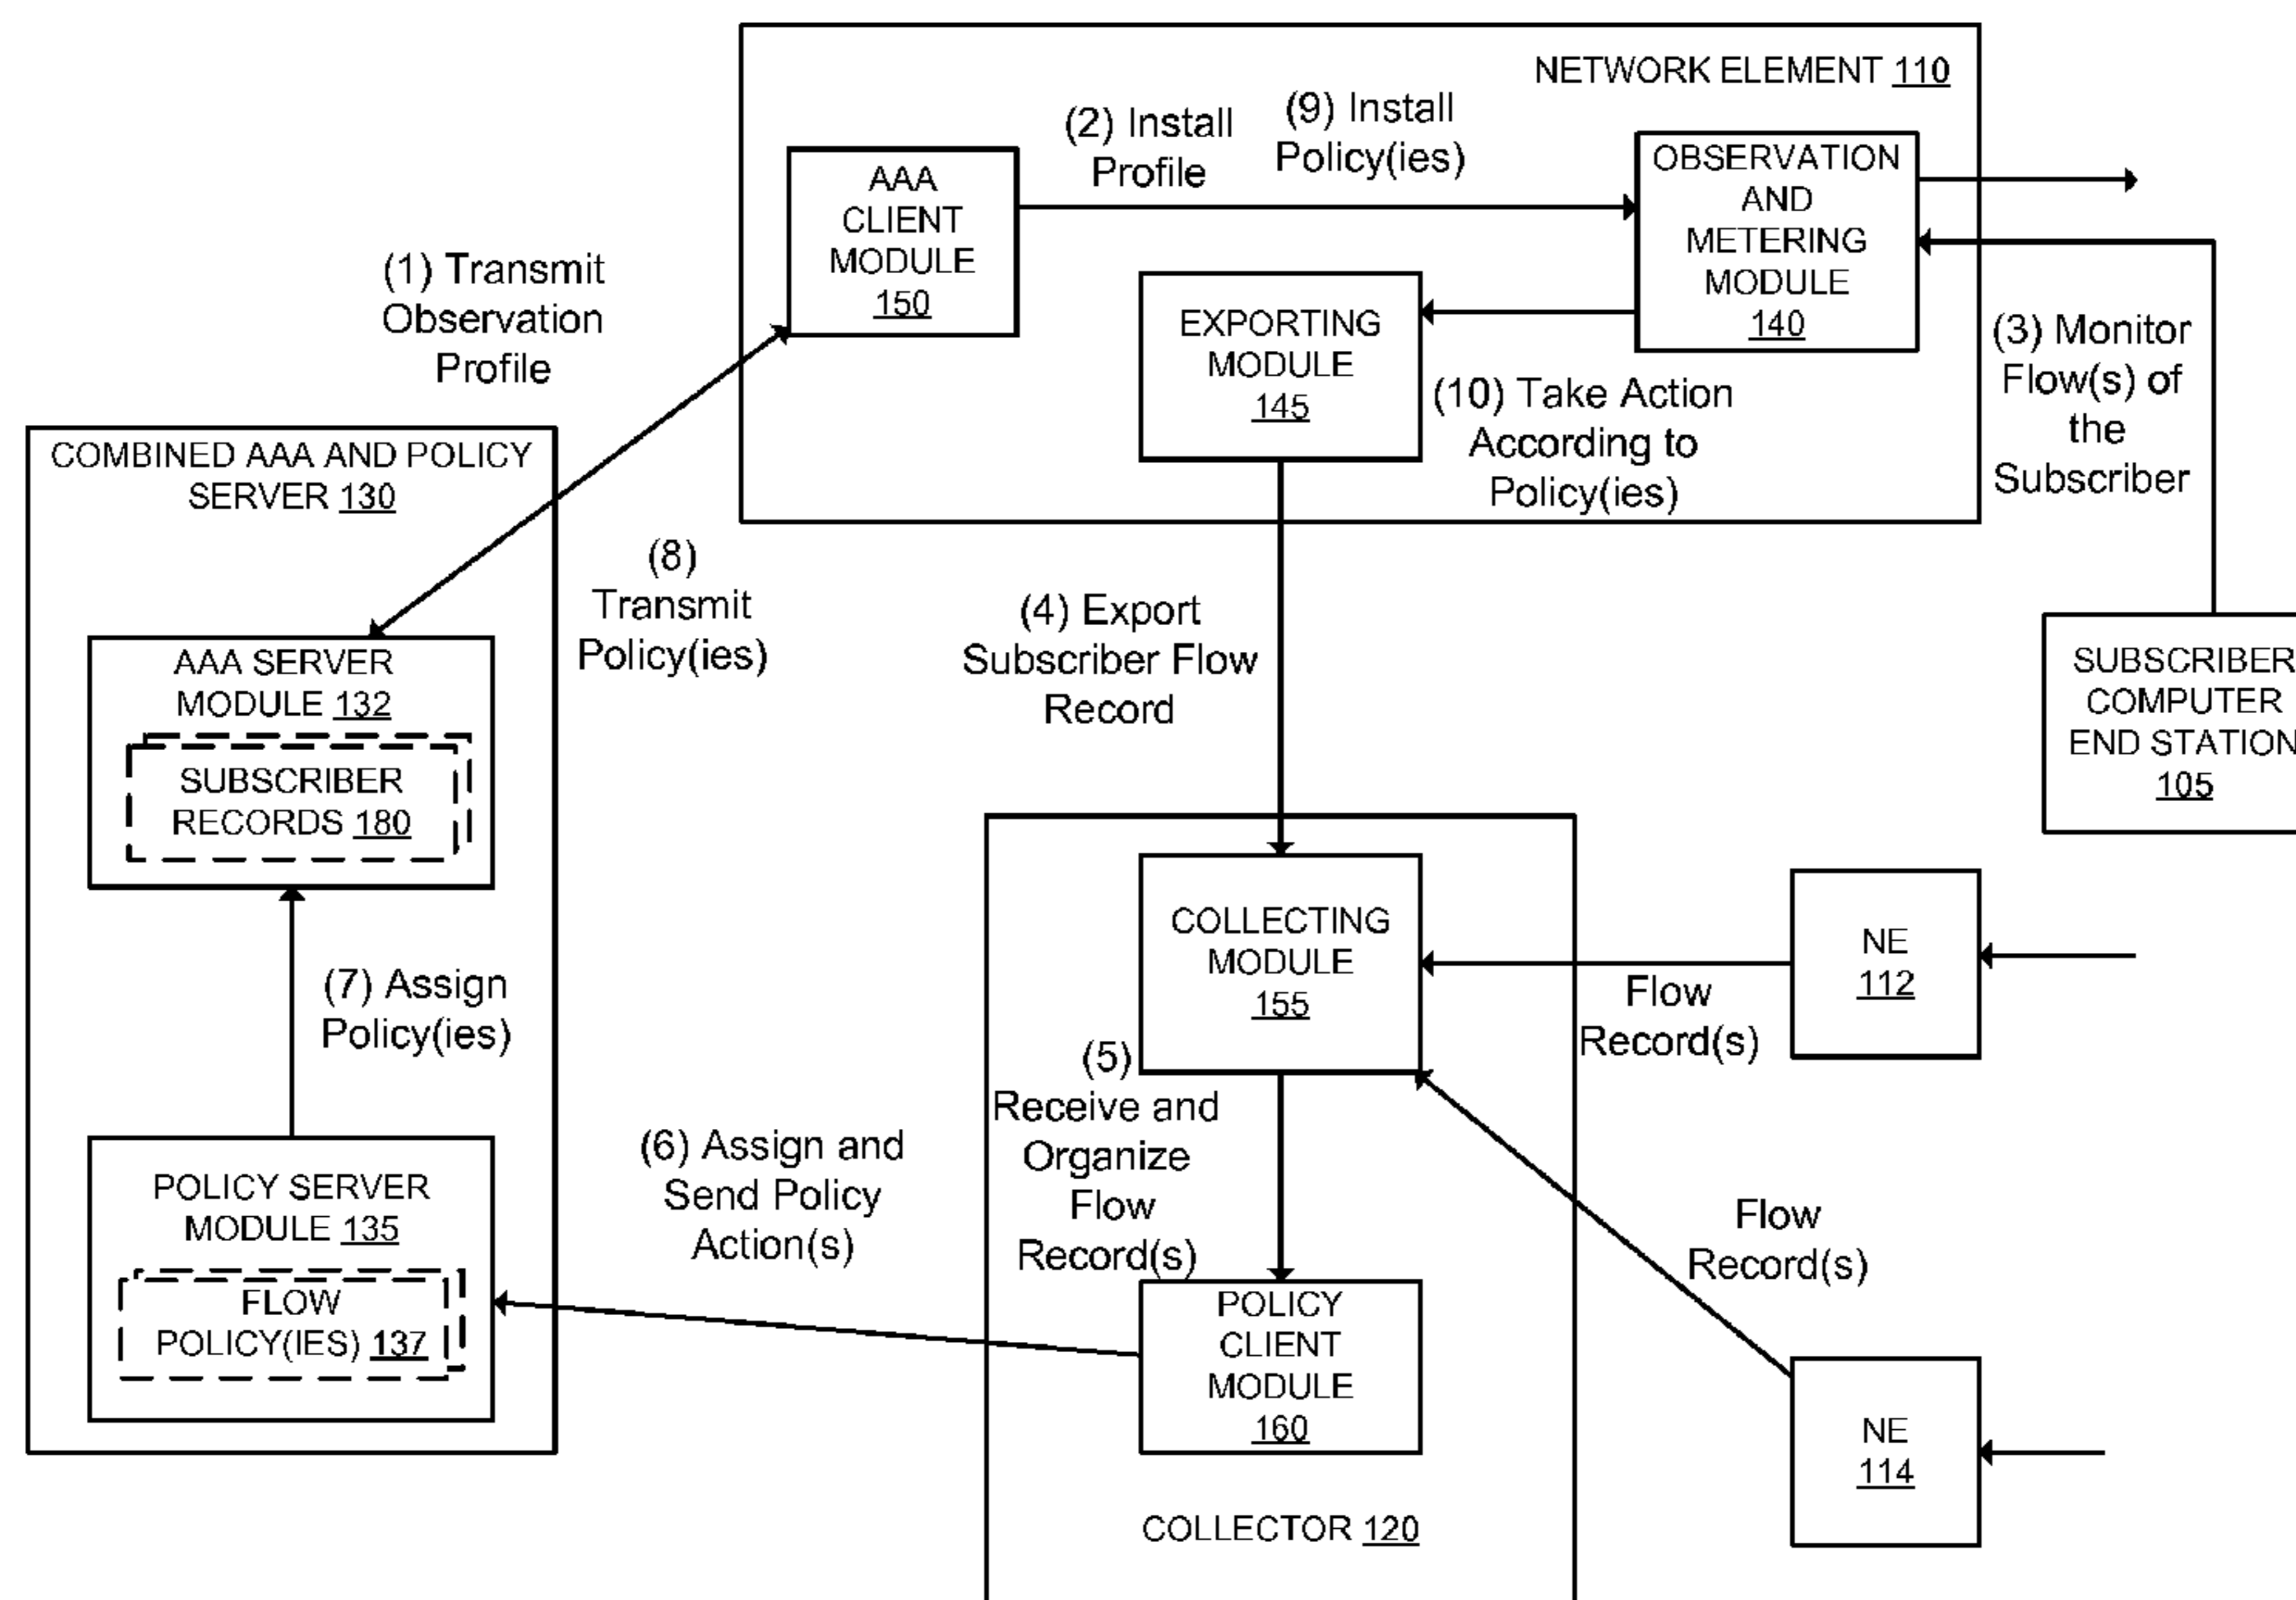 NETWORK ELEMENT 110
(2) Install
Profile
(9) Install
Policy(ies)
AAA
CLIENT
MODULE
150
OBSERVATION
AND
METERING
MODULE
140
(1) Transmit
Observation
Profile
EXPORTING
MODULE
145
(10) Take Action
According to
Policy(ies)
(3) Monitor
Flow(s) of
the
Subscriber
COMBINED AAA AND POLICY
SERVER 130
(8)
Transmit
Policy(ies)
(4) Export
Subscriber Flow
Record
SUBSCRIBER
COMPUTER
END STATION
105
AAA SERVER
MODULE 132
SUBSCRIBER
RECORDS 180
COLLECTING
MODULE
155
NE
112
Flow
Record(s)
(7) Assign
Policy(ies)
(5)
Receive and
Organize
Flow
Record(s)
(6) Assign and
Send Policy
Action(s)
POLICY SERVER
MODULE 135
FLOW
POLICY(IES) 137
Flow
Record(s)
POLICY
CLIENT
MODULE
160
NE
114
COLLECTOR 120